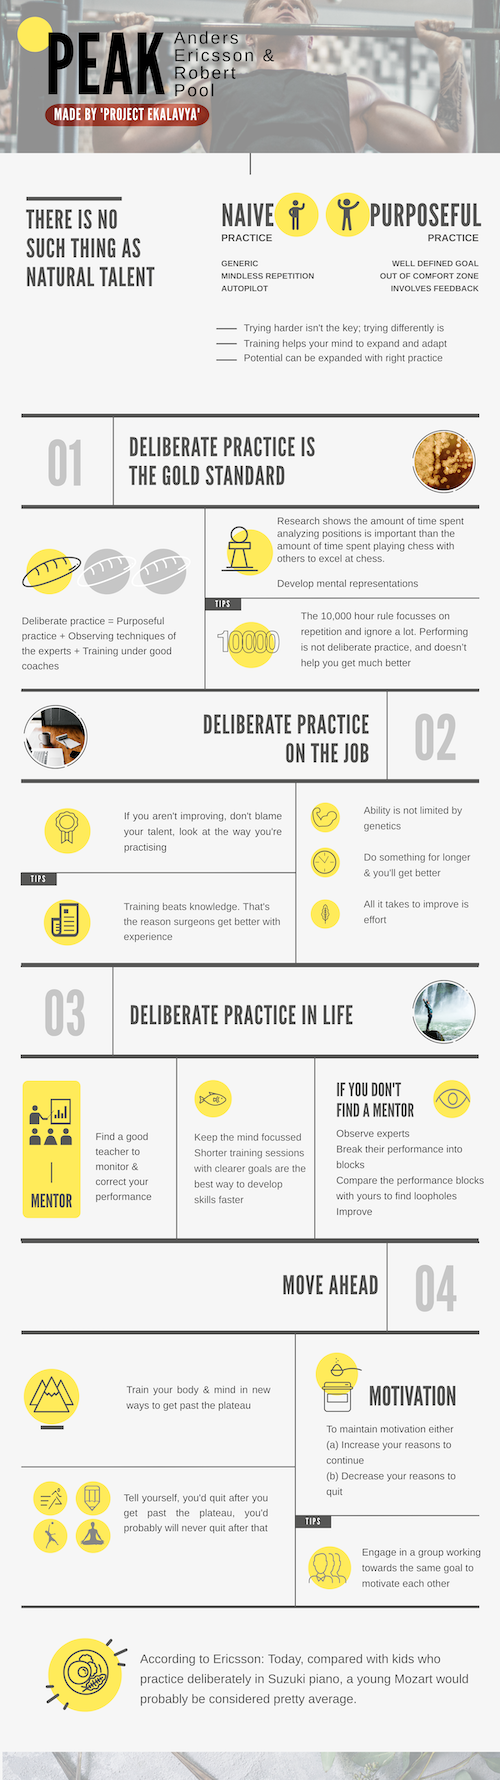 PEAK
Anders
Ericsson &
Robert
Pool
MADE BY 'PROJECT EKALAVYA'
THERE IS NO
SUCH THING AS
NATURAL TALENT
NAIVE
PRACTICE
GENERIC
MINDLESS REPETITION
AUTOPILOT
PURPOSEFUL
PRACTICE
WELL DEFINED GOAL
OUT OF COMFORT ZONE
INVOLVES FEEDBACK
Trying harder isn't the key; trying differently is
Training helps your mind to expand and adapt
Potential can be expanded with right practice
01
DELIBERATE PRACTICE IS
THE GOLD STANDARD
Deliberate practice = Purposeful
practice + Observing techniques of
the experts + Training under good
coaches
Research shows the amount of time spent
analyzing positions is important than the
amount of time spent playing chess with
others to excel at chess.
Develop mental representations
TIPS
10000
The 10,000 hour rule focusses on
repetition and ignore a lot. Performing
is not deliberate practice, and doesn't
help you get much better
DELIBERATE PRACTICE
ON THE JOB
02
If you aren't improving, don't blame
your talent, look at the way you're
practising
TIPS
Training beats knowledge. That's
the reason surgeons get better with
experience
Ability is not limited by
genetics
Do something for longer
& you'll get better
All it takes to improve is
effort
03
DELIBERATE PRACTICE IN LIFE
MENTOR
Find a good
teacher to
monitor &
correct your
performance
Keep the mind focussed
Shorter training sessions
with clearer goals are the
best way to develop
skills faster
IF YOU DON'T
FIND A MENTOR
Observe experts
Break their performance into
blocks
Compare the performance blocks
with yours to find loopholes
Improve
MOVE AHEAD
04
Train your body & mind in new
ways to get past the plateau
Tell yourself, you'd quit after you
get past the plateau, you'd
probably will never quit after that
MOTIVATION
To maintain motivation either
(a) Increase your reasons to
continue
(b) Decrease your reasons to
quit
TIPS
Engage in a group working
towards the same goal to
motivate each other
According to Ericsson: Today, compared with kids who
practice deliberately in Suzuki piano, a young Mozart would
probably be considered pretty average.